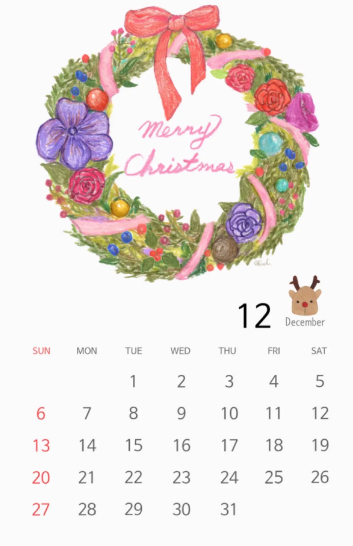 Merry
Christmas
12
December
SUN MON TUE WED THU FRI SAT
1 2 3 4 5
6 7 8 9 10 11 12
13 14 15 16 17 18 19
20 21 22 23 24 25 26
27 28 29 30 31